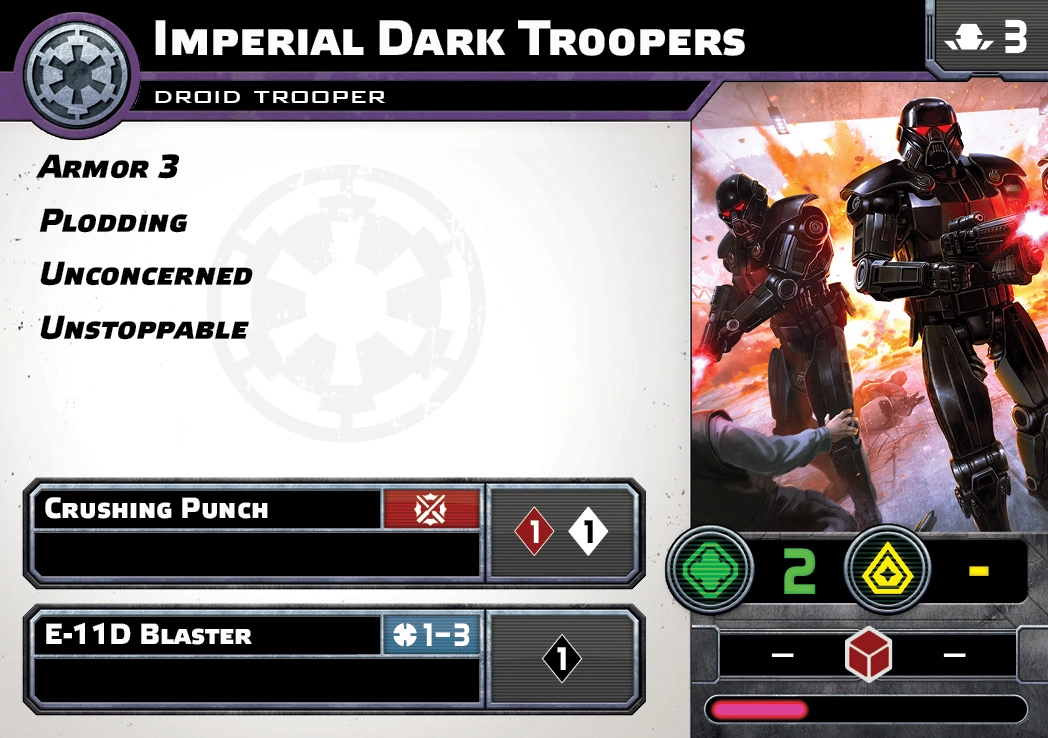 IMPERIAL DARK TROOPERS
3
DROID TROOPER
ARMOR 3
PLODDING
UNCONCERNED
UNSTOPPABLE
CRUSHING PUNCH
1 1
E-11D BLASTER
1–3
1
2 -
– –